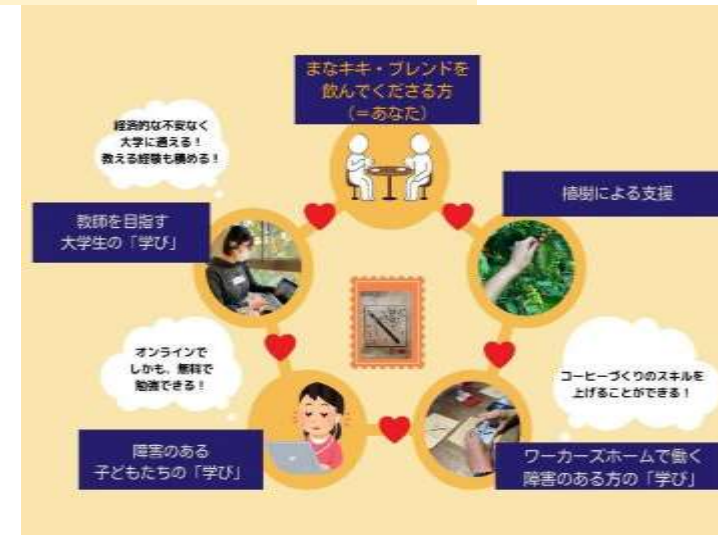 まなキキ・ブレンドを
飲んでくださる方
（＝あなた）
経済的な不安なく
大学に通える！
教える経験も積める！
植樹による支援
教師を目指す
大学生の「学び」
オンラインで
しかも、無料で
勉強できる！
コーヒーづくりのスキルを
上げることができる！
障害のある
子どもたちの「学び」
ワーカーズホームで働く
障害のある方の「学び」